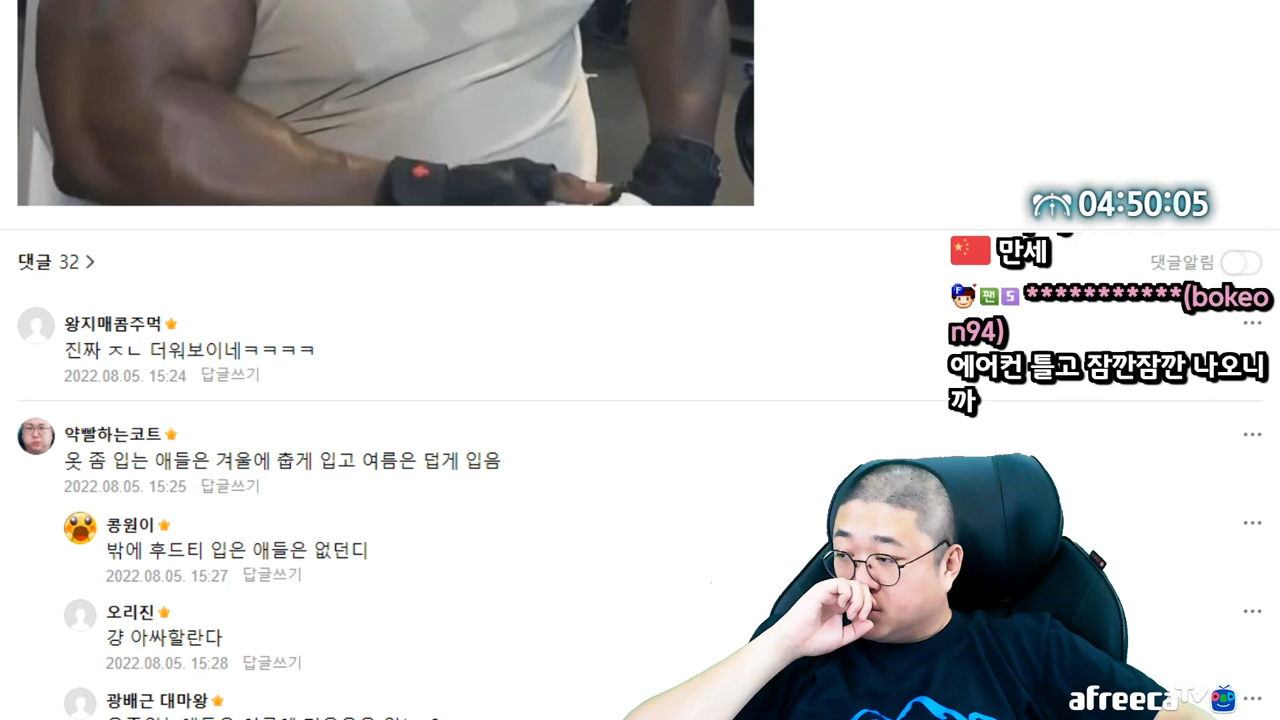 04:50:05
댓글 32 >
만세
댓글알림
팬 S ***********(bokeo
n94)
에어컨 틀고 잠깐잠깐 나오니
까
왕지매콤주먹
진짜 ㅈㄴ 더워보이네ㅋㅋㅋㅋ
2022.08.05. 15:24 답글쓰기
약빨하는코트
옷 좀 입는 애들은 겨울에 춥게 입고 여름은 덥게 입음
2022.08.05. 15:25 답글쓰기
콩원이
밖에 후드티 입은 애들은 없던디
2022.08.05. 15:27 답글쓰기
오리진
걍 아싸할란다
2022.08.05. 15:28 답글쓰기
광배근 대마왕
afreecaTV